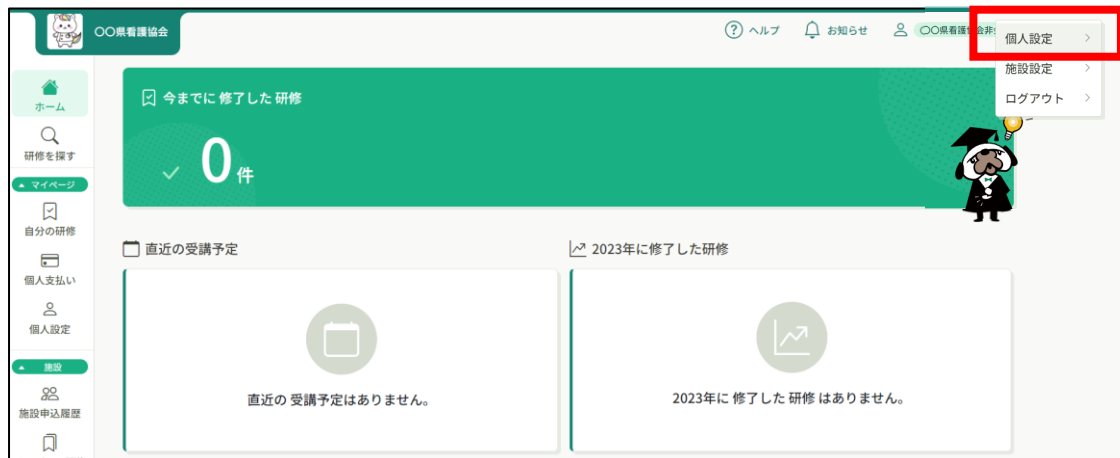 〇〇県看護協会
ヘルプ
お知らせ
〇〇県看護協会非
個人設定
施設設定
ログアウト
ホーム
研修を探す
マイページ
自分の研修
個人支払い
個人設定
施設
施設申込履歴
今までに 修了した 研修
0 件
直近の受講予定
直近の 受講予定はありません。
2023年に修了した研修
2023年に 修了した 研修 はありません。